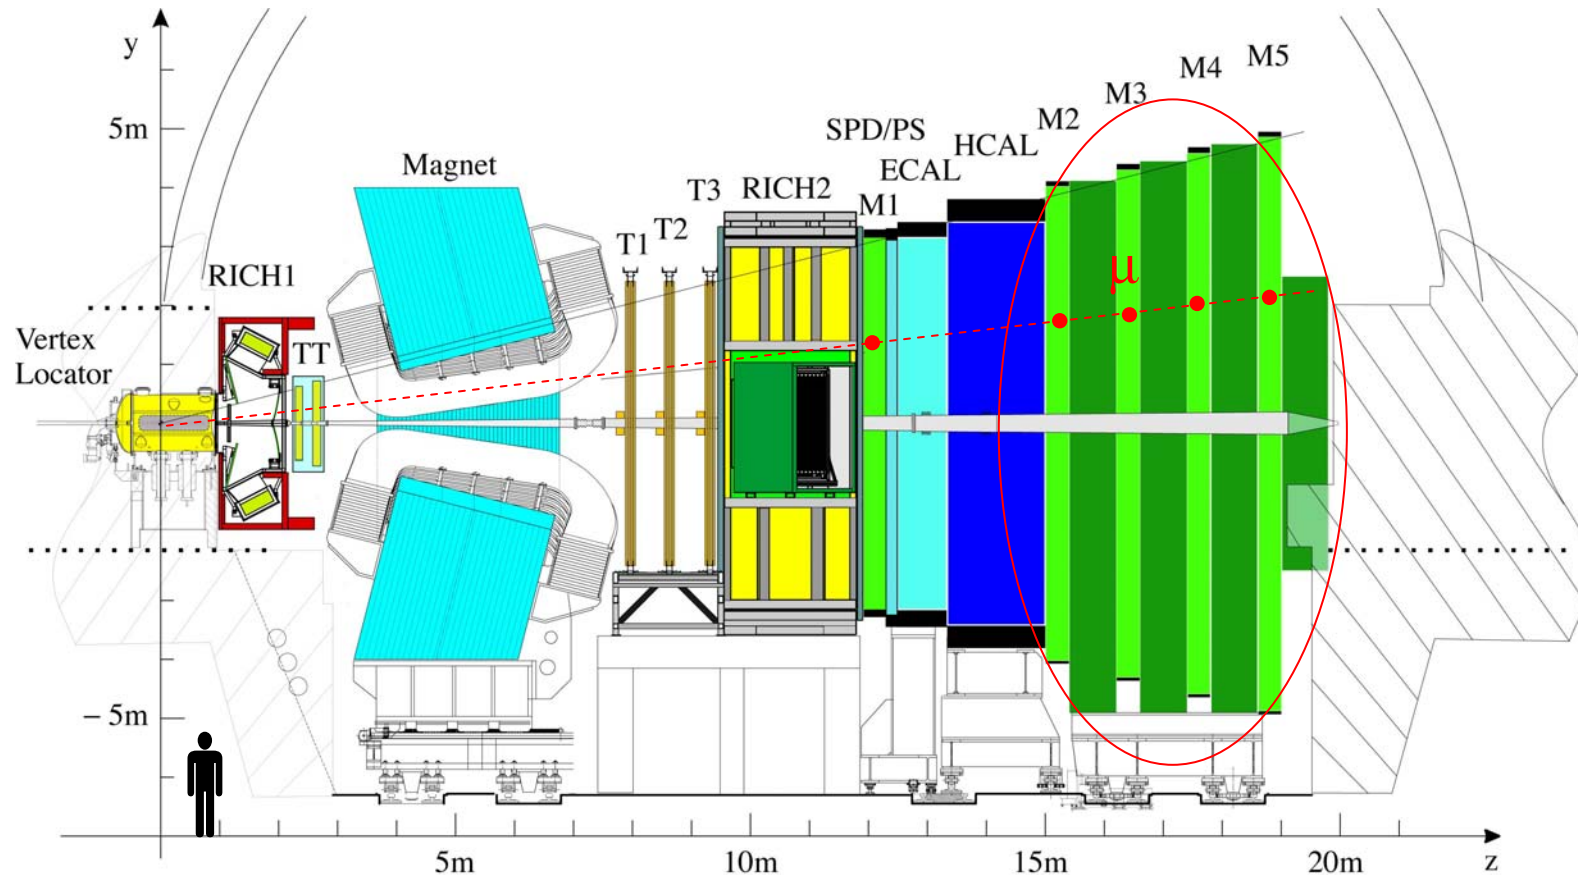 y
5m
M5
M4
M3
M2
SPD/PS
HCAL
ECAL
Magnet
RICH2
T3
M1
T2
T1
RICH1
μ
Vertex
Locator
TT
− 5m
5m
10m
15m
20m
z